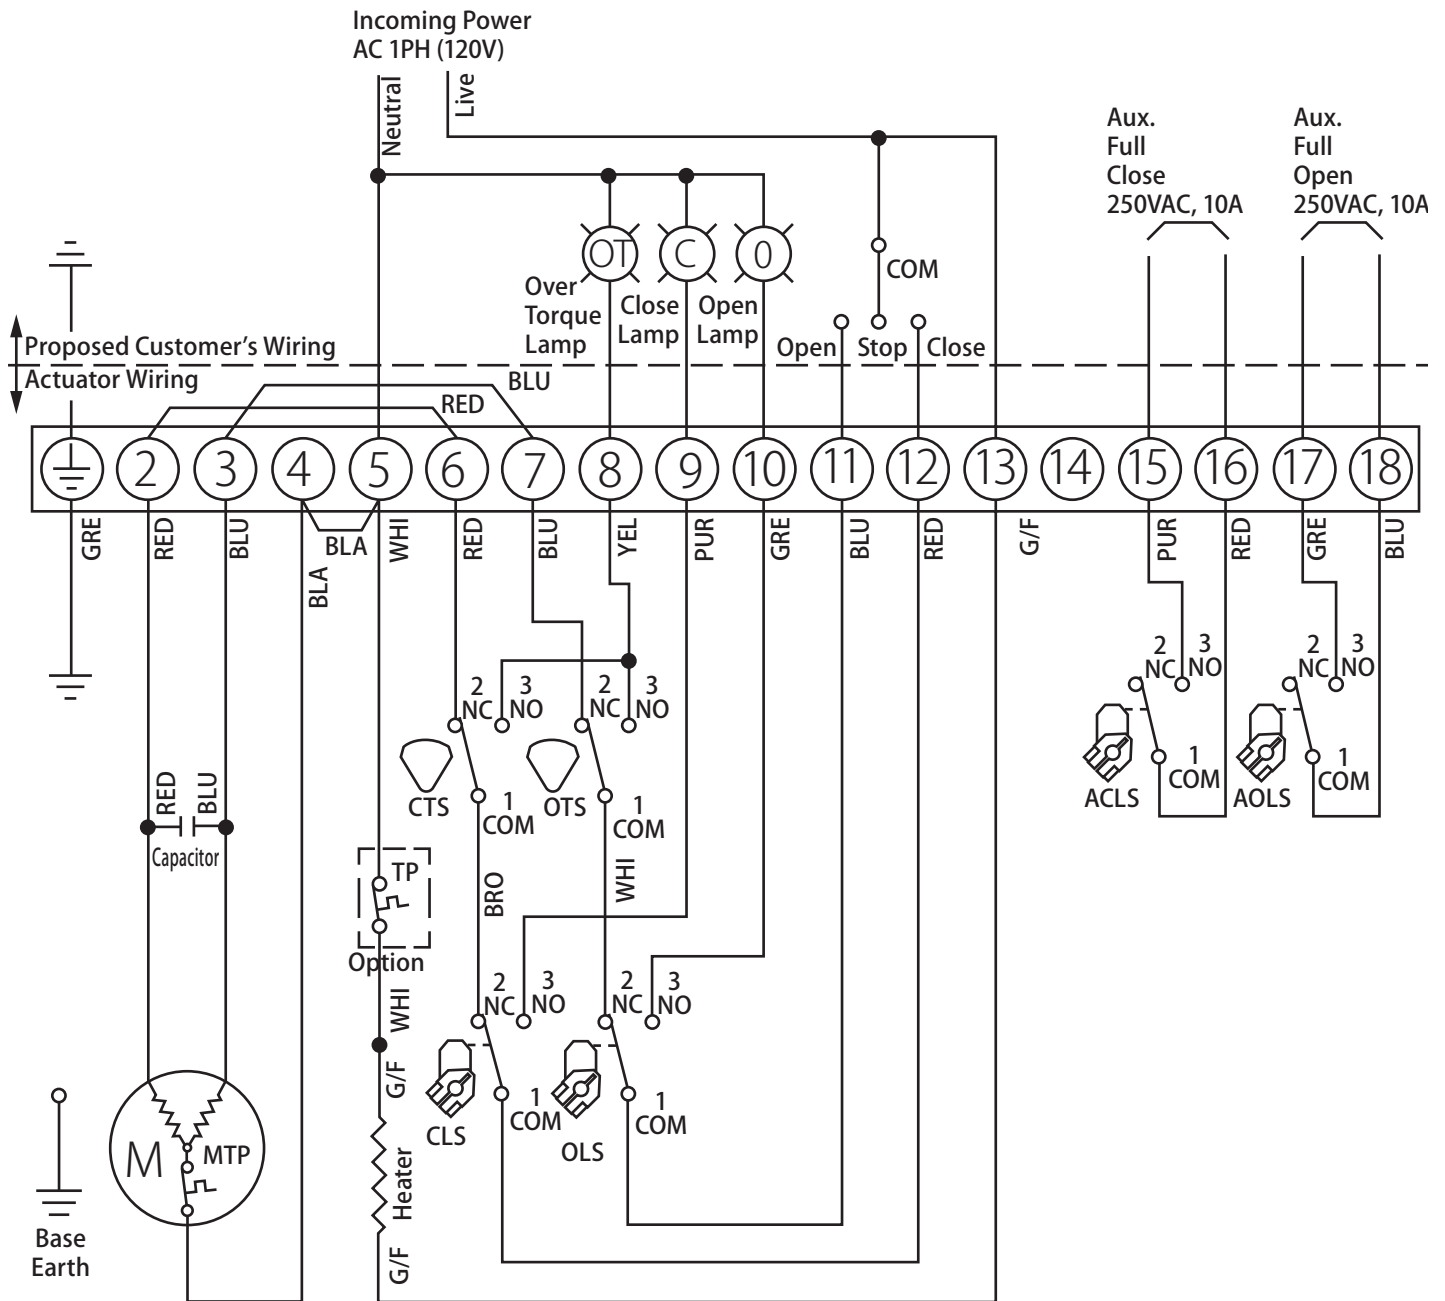 Incoming Power
AC 1PH (120V)
Neutral
Live
Aux.
Full
Close
250VAC, 10A
Aux.
Full
Open
250VAC, 10A
OT
C
0
COM
Over
Torque
Lamp
Close
Lamp
Open
Lamp
Open
Stop
Close
Proposed Customer's Wiring
Actuator Wiring
BLU
RED
2
3
4
5
6
7
8
9
10
11
12
13
14
15
16
17
18
GRE
RED
BLU
BLA
BLA
WHI
RED
BLU
YEL
PUR
GRE
BLU
RED
G/F
PUR
RED
GRE
BLU
2
NC
3
NO
2
NC
3
NO
2
NC
3
NO
2
NC
3
NO
CTS
1
COM
OTS
1
COM
ACLS
1
COM
AOLS
1
COM
RED
BLU
Capacitor
TP
Option
BRO
WHI
WHI
2
NC
3
NO
2
NC
3
NO
G/F
CLS
1
COM
OLS
1
COM
M
MTP
Heater
G/F
Base
Earth